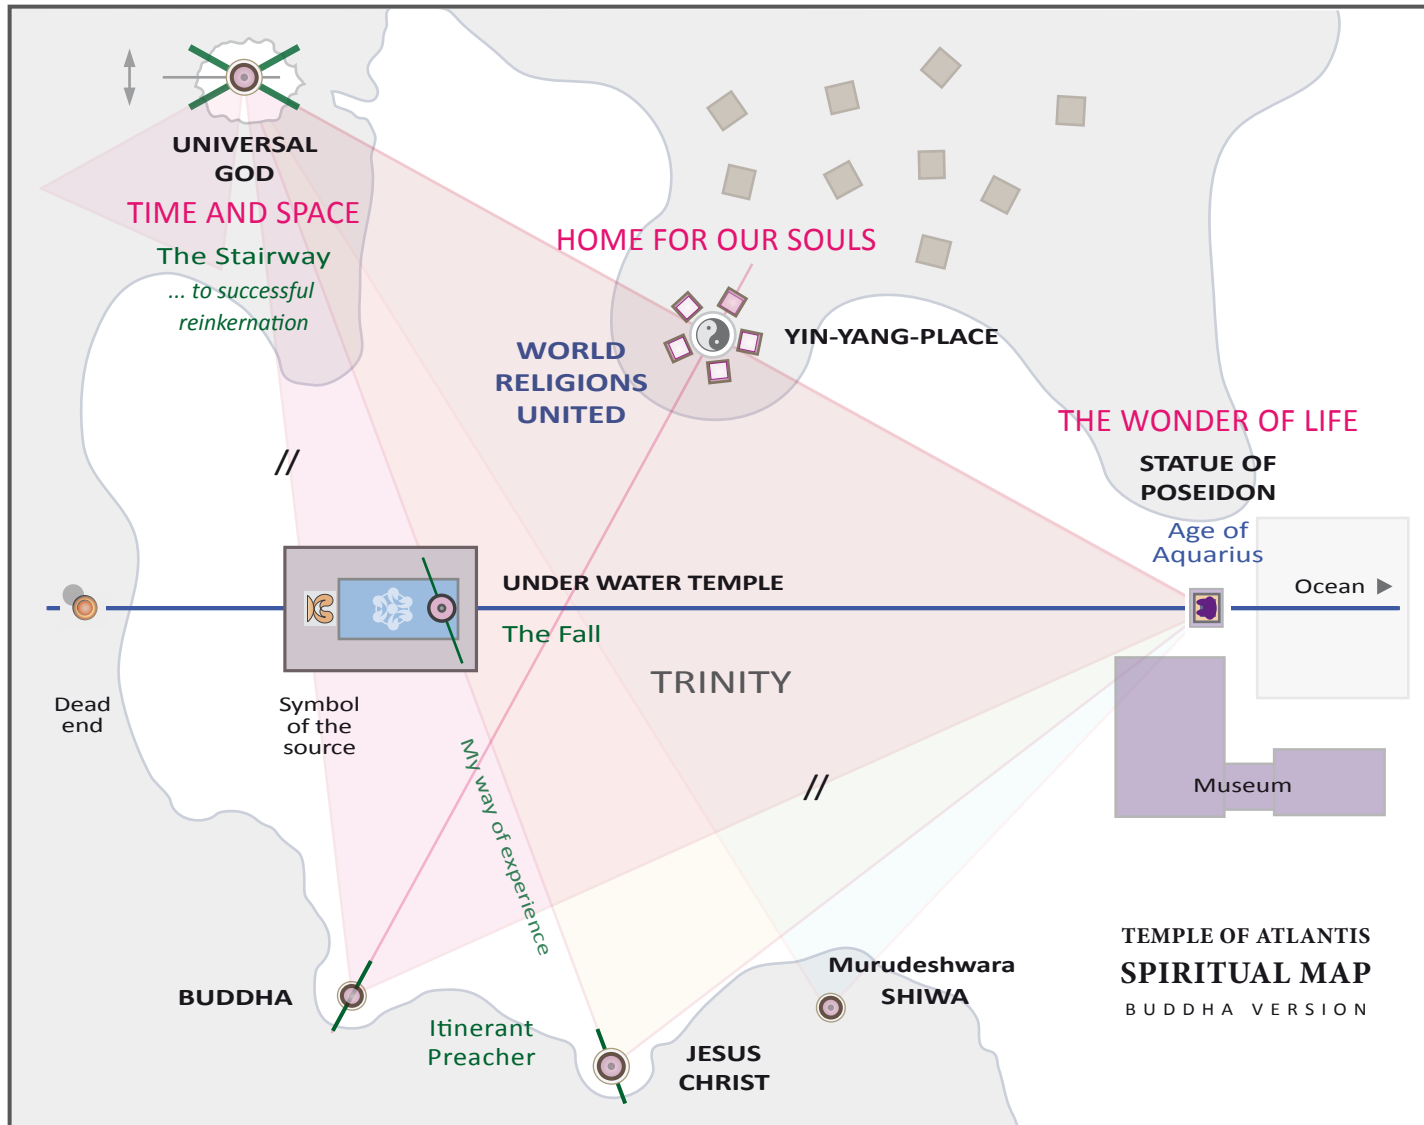 UNIVERSAL
GOD
TIME AND SPACE
The Stairway
... to successful
reinkernation
HOME FOR OUR SOULS
YIN-YANG-PLACE
WORLD
RELIGIONS
UNITED
THE WONDER OF LIFE
STATUE OF
POSEIDON
Age of
Aquarius
Ocean
//
UNDER WATER TEMPLE
The Fall
TRINITY
Dead
end
Symbol
of the
source
My way of experience
//
Museum
BUDDHA
Itinerant
Preacher
JESUS
CHRIST
Murudeshwara
SHIWA
TEMPLE OF ATLANTIS
SPIRITUAL MAP
BUDDHA VERSION